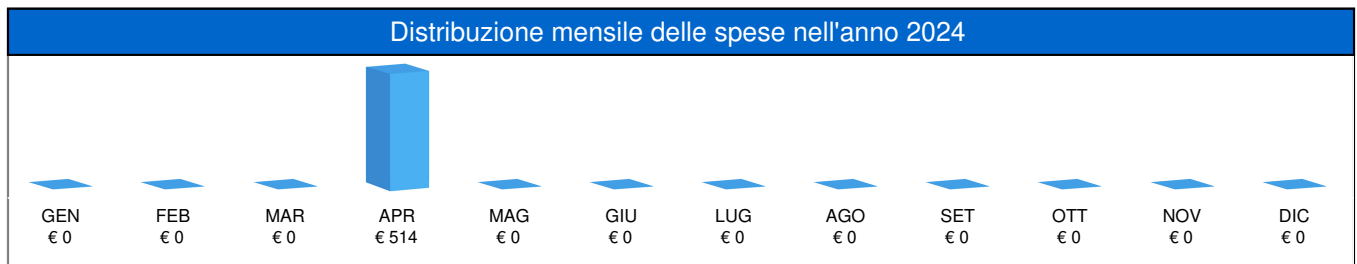 Distribuzione mensile delle spese nell'anno 2024
GEN FEB MAR APR MAG GIU LUG AGO SET OTT NOV DIC
€ 0 € 0 € 0 € 514 € 0 € 0 € 0 € 0 € 0 € 0 € 0 € 0